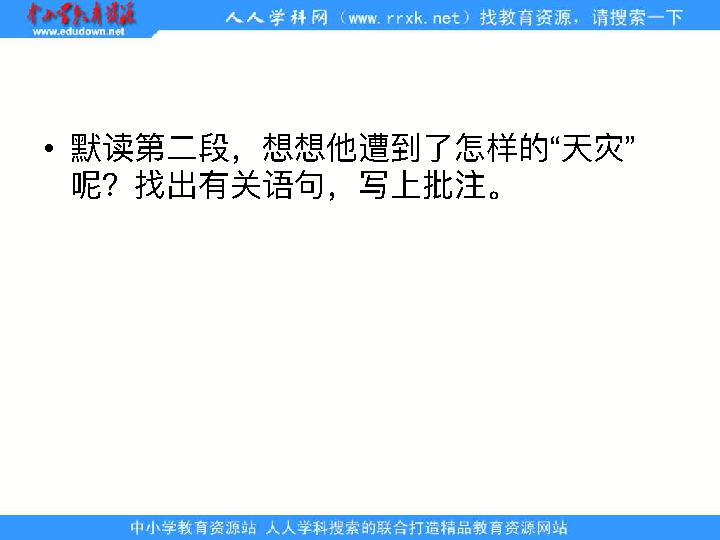 中小学教育资源
www.edudown.net
人人学科网（www.rrxk.net）找教育资源，请搜索一下
• 默读第二段，想想他遭到了怎样的“天灾”
呢？找出有关语句，写上批注。
中小学教育资源站 人人学科搜索的联合打造精品教育资源网站